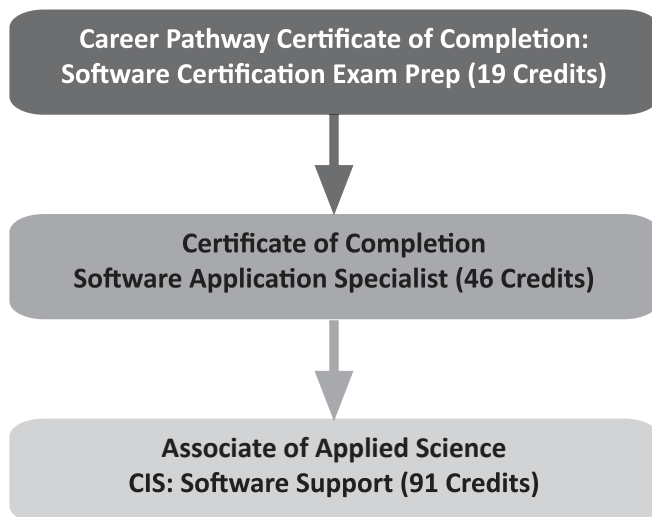 Career Pathway Certificate of Completion:
Software Certification Exam Prep (19 Credits)
Certificate of Completion
Software Application Specialist (46 Credits)
Associate of Applied Science
CIS: Software Support (91 Credits)